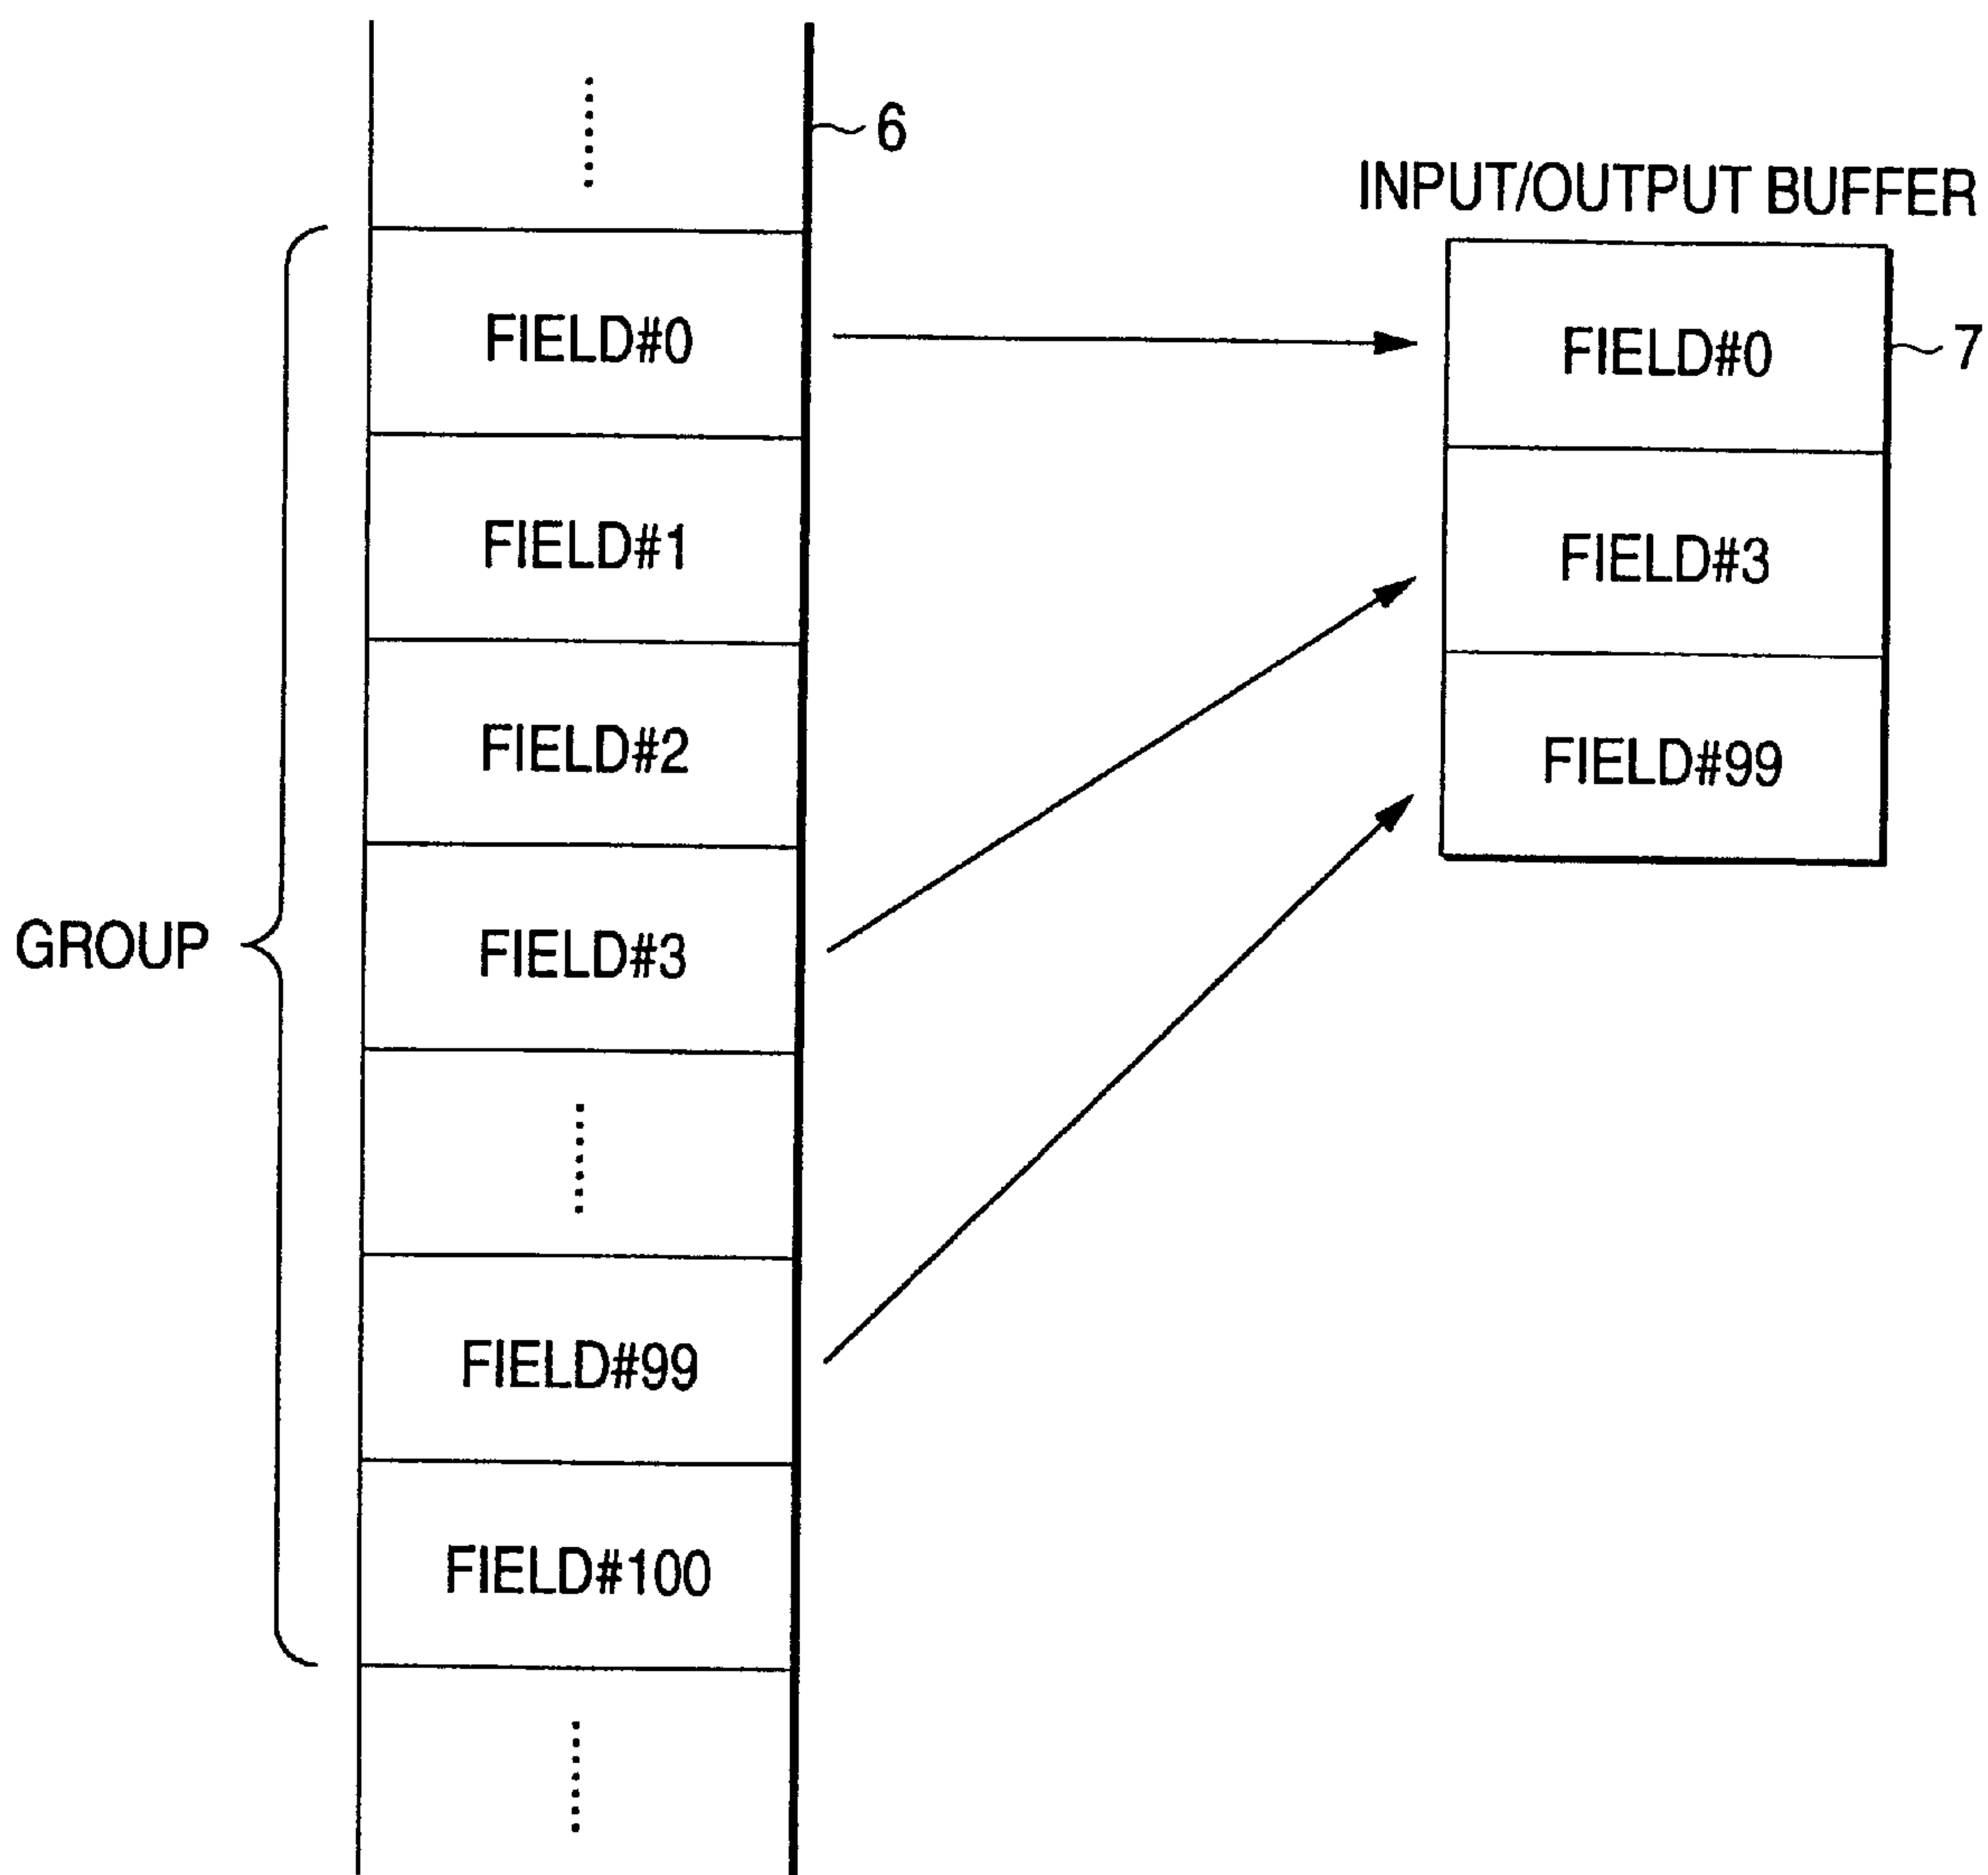 6
INPUT/OUTPUT BUFFER
FIELD#0
FIELD#0
7
FIELD#1
FIELD#3
FIELD#2
FIELD#99
GROUP
FIELD#3
FIELD#99
FIELD#100